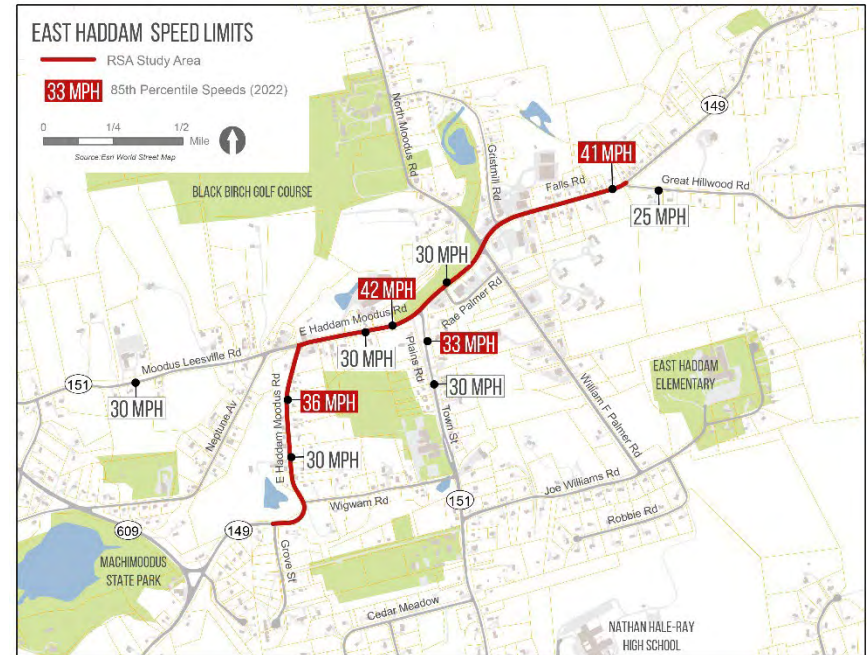 EAST HADDAM SPEED LIMITS
RSA Study Area
33 MPH 85th Percentile Speeds (2022)
0 1/4 1/2
Mile
Source:Esri World Street Map
North Moodus Rd
Gristmill Rd
149
41 MPH
Falls Rd
Great Hillwood Rd
BLACK BIRCH GOLF COURSE
25 MPH
30 MPH
42 MPH
E Haddam Moodus Rd
Rae Palmer Rd
30 MPH
33 MPH
Moodus Leesville Rd
Plains Rd
151
30 MPH
30 MPH
EAST HADDAM
ELEMENTARY
William F Palmer Rd
Neptune Av
E Haddam Moodus Rd
36 MPH
Town St
30 MPH
Wigwam Rd
151
Joe Williams Rd
Robbie Rd
609
149
Grove St
MACHIMOODUS
STATE PARK
Cedar Meadow
NATHAN HALE-RAY
HIGH SCHOOL